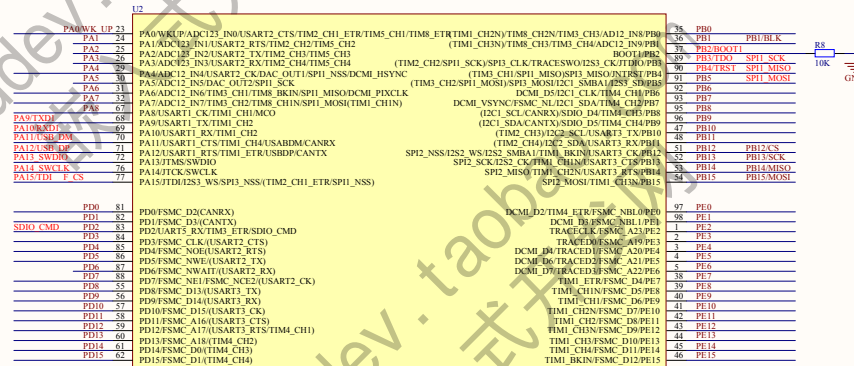 U2
PA0/WK_UP 23 PA0/WKUP/ADC123_IN0/USART2_CTS/TIM2_CH1_ETR/TIM5_CH1/TIM8_ETR (TIM1_CH2N)/TIM8_CH2N/TIM3_CH3/AD12_IN8/PB0 35 PB0
PA1 24 PA1/ADC123_IN1/USART2_RTS/TIM2_CH2/TIM5_CH2 (TIM1_CH3N)/TIM8_CH3/TIM3_CH4/ADC12_IN9/PB1 36 PB1 PB1/BLK
PA2 25 PA2/ADC123_IN2/USART2_TX/TIM2_CH3/TIM5_CH3 BOOT1/PB2 37 PB2/BOOT1 R8
PA3 26 PA3/ADC123_IN3/USART2_RX/TIM2_CH4/TIM5_CH4 (TIM2_CH2/SPI1_SCK)/SPI3_CLK/TRACESWO/I2S3_CK/JTDO/PB3 89 PB3/TDO SPI1_SCK 10K
PA4 29 PA4/ADC12_IN4/USART2_CK/DAC_OUT1/SPI1_NSS/DCMI_HSYNC (TIM3_CH1/SPI1_MISO)SPI3_MISO/JNTRST/PB4 90 PB4/TRST SPI1_MISO
PA5 30 PA5/ADC12_IN5/DAC_OUT2/SPI1_SCK (TIM3_CH2/SPI1_MOSI)/SPI3_MOSI/I2C1_SMBAI/I2S3_SD/PB5 91 PB5 SPI1_MOSI
PA6 31 PA6/ADC12_IN6/TIM3_CH1/TIM8_BKIN/SPI1_MISO/DCMI_PIXCLK DCMI_D5/I2C1_CLK/TIM4_CH1/PB6 92 PB6
PA7 32 PA7/ADC12_IN7/TIM3_CH2/TIM8_CH1N/SPI1_MOSI(TIM1_CH1N) DCMI_VSYNC/FSMC_NL/I2C1_SDA/TIM4_CH2/PB7 93 PB7
PA8 67 PA8/USART1_CK/TIM1_CH1/MCO (I2C1_SCL/CANRX)/SDIO_D4/TIM4_CH3/PB8 95 PB8
PA9/TXD1 68 PA9/USART1_TX/TIM1_CH2 (I2C1_SDA/CANTX)/SDIO_D5/TIM4_CH4/PB9 96 PB9
PA10/RXD1 69 PA10/USART1_RX/TIM1_CH2 (TIM2_CH3)/I2C2_SCL/USART3_TX/PB10 47 PB10
PA11/USB_DM 70 PA11/USART1_CTS/TIM1_CH4/USABDM/CANRX (TIM2_CH4)/I2C2_SDA/USART3_RX/PB11 48 PB11
PA12/USB_DP 71 PA12/USART1_RTS/TIM1_ETR/USBDP/CANTX SPI2_NSS/I2S2_WS/I2S2_SMBA1/TIM1_BKIN/USART3_CK/PB12 51 PB12 PB12/CS
PA13_SWDIO 72 PA13/JTMS/SWDIO SPI2_SCK/I2S2_CK/TIM1_CH1N/USART3_CTS/PB13 52 PB13 PB13/SCK
PA14_SWCLK 76 PA14/JTCK/SWCLK SPI2_MISO/TIM1_CH2N/USART3_RTS/PB14 53 PB14 PB14/MISO
PA15/TDI F_CS 77 PA15/JTDI/I2S3_WS/SPI3_NSS/(TIM2_CH1_ETR/SPI1_NSS) SPI2_MOSI/TIM1_CH3N/PB15 54 PB15 PB15/MOSI
PD0 81 PD0/FSMC_D2(CANRX) DCMI_D2/TIM4_ETR/FSMC_NBL0/PE0 97 PE0
PD1 82 PD1/FSMC_D3/(CANTX) DCMI_D3/FSMC_NBL1/PE1 98 PE1
SDIO_CMD PD2 83 PD2/UART5_RX/TIM3_ETR/SDIO_CMD TRACECLK/FSMC_A23/PE2 1 PE2
PD3 84 PD3/FSMC_CLK/(USART2_CTS) TRACED0/FSMC_A19/PE3 2 PE3
PD4 85 PD4/FSMC_NOE(USART2_RTS) DCMI_D4/TRACED1/FSMC_A20/PE4 3 PE4
PD5 86 PD5/FSMC_NWE/(USART2_TX) DCMI_D6/TRACED2/FSMC_A21/PE5 4 PE5
PD6 87 PD6/FSMC_NWAIT/(USART2_RX) DCMI_D7/TRACED3/FSMC_A22/PE6 5 PE6
PD7 88 PD7/FSMC_NE1/FSMC_NCE2/(USART2_CK) TIM1_ETR/FSMC_D4/PE7 38 PE7
PD8 55 PD8/FSMC_D13/(USART3_TX) TIM1_CH1N/FSMC_D5/PE8 39 PE8
PD9 56 PD9/FSMC_D14/(USART3_RX) TIM1_CH1/FSMC_D6/PE9 40 PE9
PD10 57 PD10/FSMC_D15/(USART3_CK) TIM1_CH2N/FSMC_D7/PE10 41 PE10
PD11 58 PD11/FSMC_A16/(USART3_CTS) TIM1_CH2/FSMC_D8/PE11 42 PE11
PD12 59 PD12/FSMC_A17/(USART3_RTS/TIM4_CH1) TIM1_CH3N/FSMC_D9/PE12 43 PE12
PD13 60 PD13/FSMC_A18/(TIM4_CH2) TIM1_CH3/FSMC_D10/PE13 44 PE13
PD14 61 PD14/FSMC_D0/(TIM4_CH3) TIM1_CH4/FSMC_D11/PE14 45 PE14
PD15 62 PD15/FSMC_D1/(TIM4_CH4) TIM1_BKIN/FSMC_D12/PE15 46 PE15